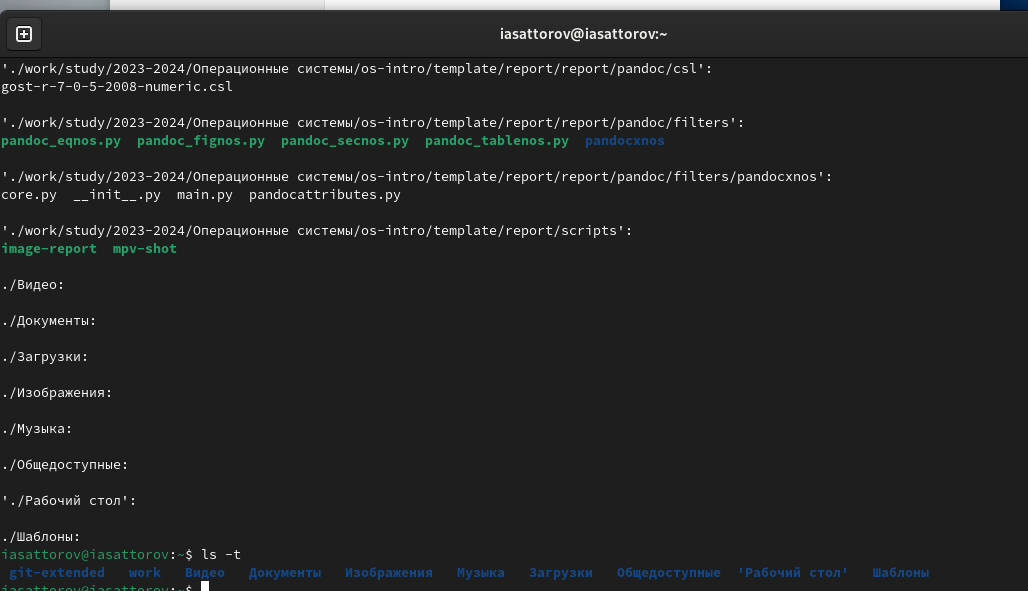 iasattorov@iasattorov:~
'./work/study/2023-2024/Операционные системы/os-intro/template/report/report/pandoc/csl':
gost-r-7-0-5-2008-numeric.csl
'./work/study/2023-2024/Операционные системы/os-intro/template/report/report/pandoc/filters':
pandoc_eqnos.py  pandoc_fignos.py  pandoc_secnos.py  pandoc_tablenos.py  pandocxnos
'./work/study/2023-2024/Операционные системы/os-intro/template/report/report/pandoc/filters/pandocxnos':
core.py  __init__.py  main.py  pandocattributes.py
'./work/study/2023-2024/Операционные системы/os-intro/template/report/scripts':
image-report  mpv-shot
./Видео:
./Документы:
./Загрузки:
./Изображения:
./Музыка:
./Общедоступные:
'./Рабочий стол':
./Шаблоны:
iasattorov@iasattorov:~$ ls -t
git-extended  work  Видео  Документы  Изображения  Музыка  Загрузки  Общедоступные  'Рабочий стол'  Шаблоны
iasattorov@iasattorov:~$